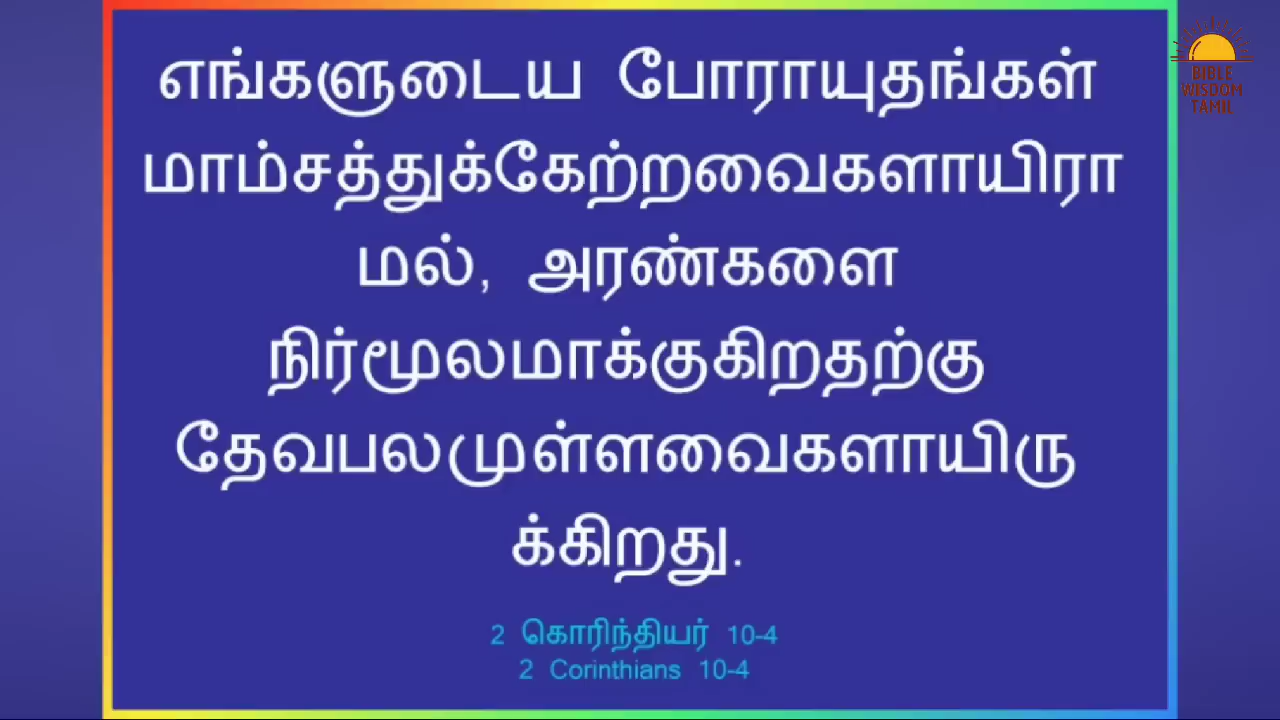 எங்களுடைய போராயுதங்கள்
மாம்சத்துக்கேற்றவைகளாயிரா
மல், அரண்களை
நிர்மூலமாக்குகிறதற்கு
தேவபலமுள்ளவைகளாயிரு
க்கிறது.
2 கொரிந்தியர் 10-4
2 Corinthians 10-4
BIBLE
WISDOM
TAMIL